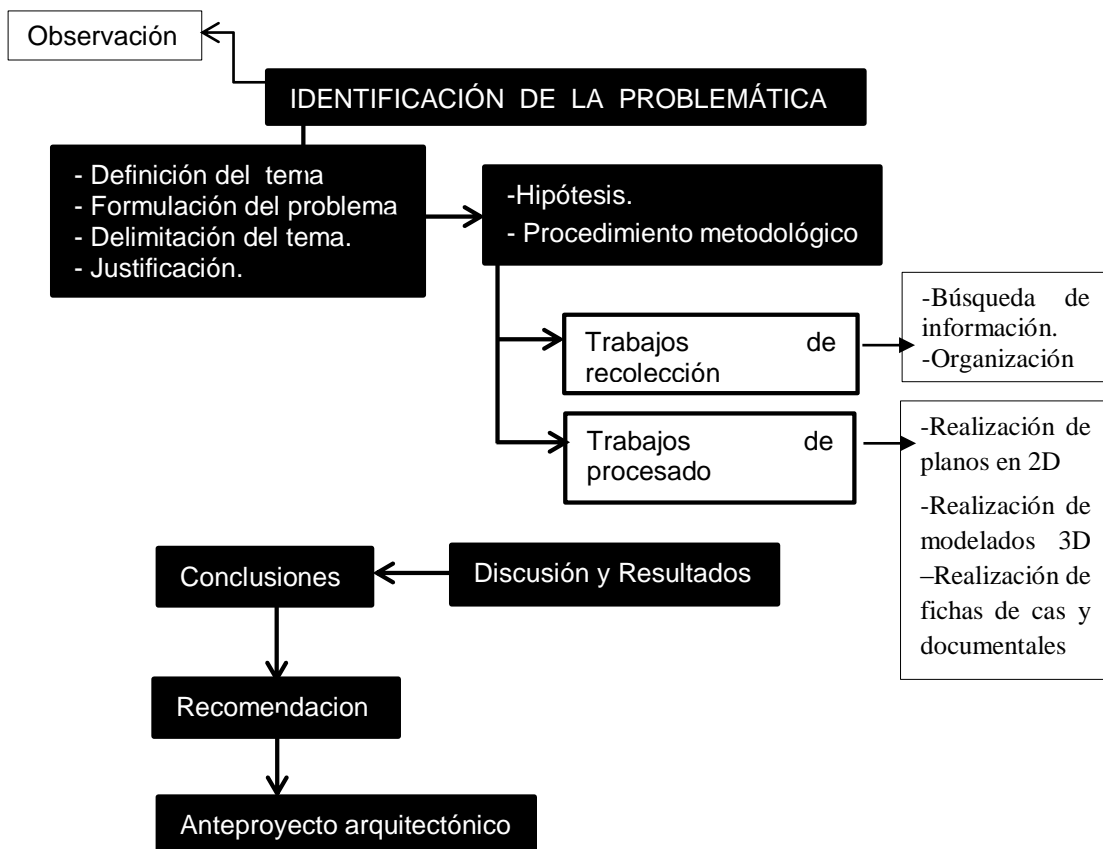 Observación
IDENTIFICACIÓN DE LA PROBLEMÁTICA
- Definición del tema
- Formulación del problema
- Delimitación del tema.
- Justificación.
-Hipótesis.
- Procedimiento metodológico
Trabajos de
recolección
-Búsqueda de
información.
-Organización
Trabajos de
procesado
-Realización de
planos en 2D
-Realización de
modelados 3D
–Realización de
fichas de cas y
documentales
Discusión y Resultados
Conclusiones
Recomendacion
Anteproyecto arquitectónico